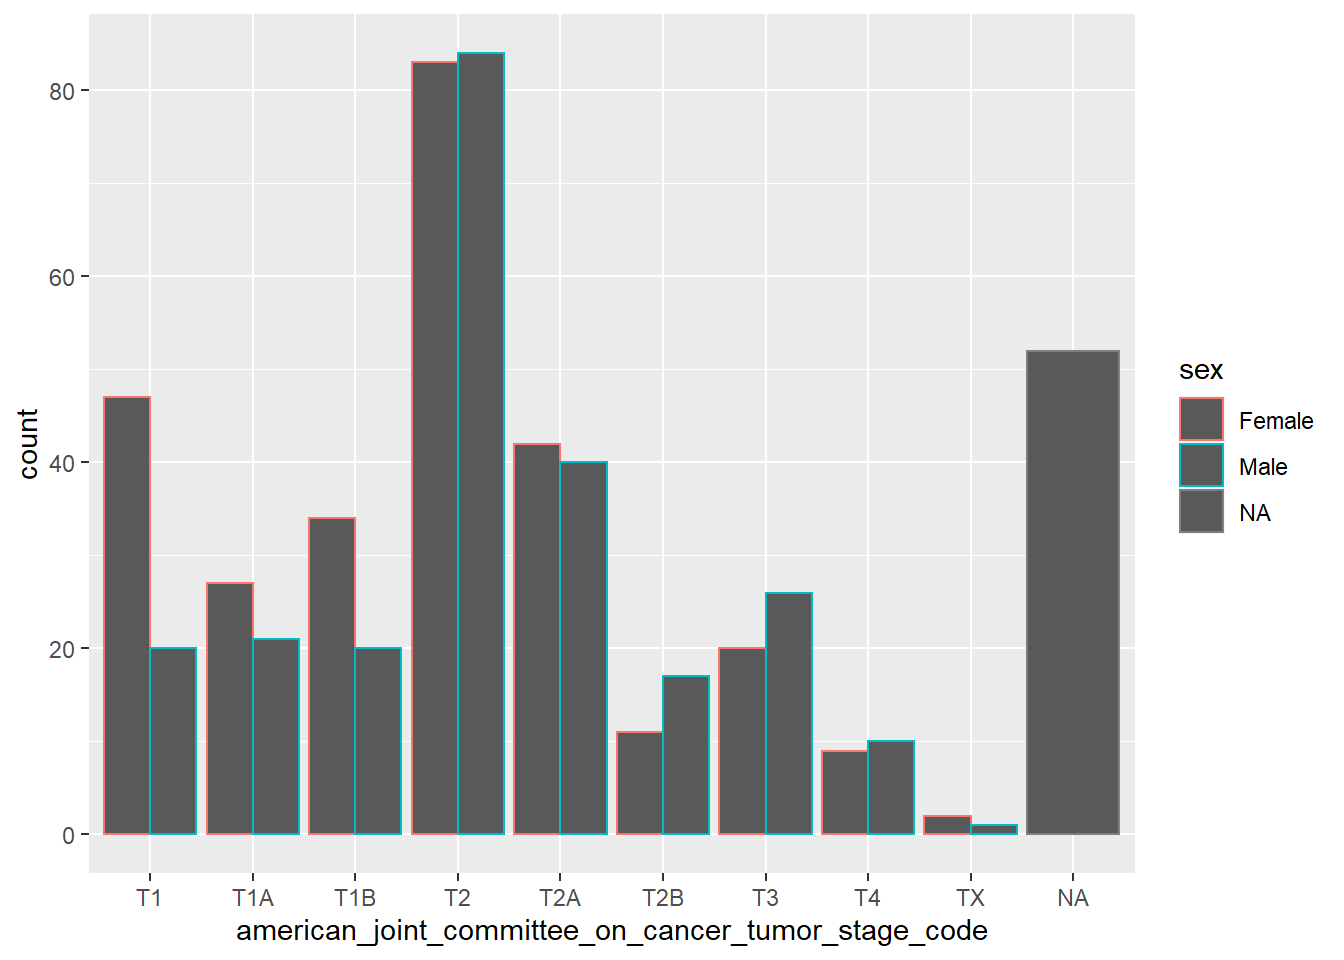 80
60
40
20
0
count
T1 T1A T1B T2 T2A T2B T3 T4 TX NA
american_joint_committee_on_cancer_tumor_stage_code
sex
Female
Male
NA